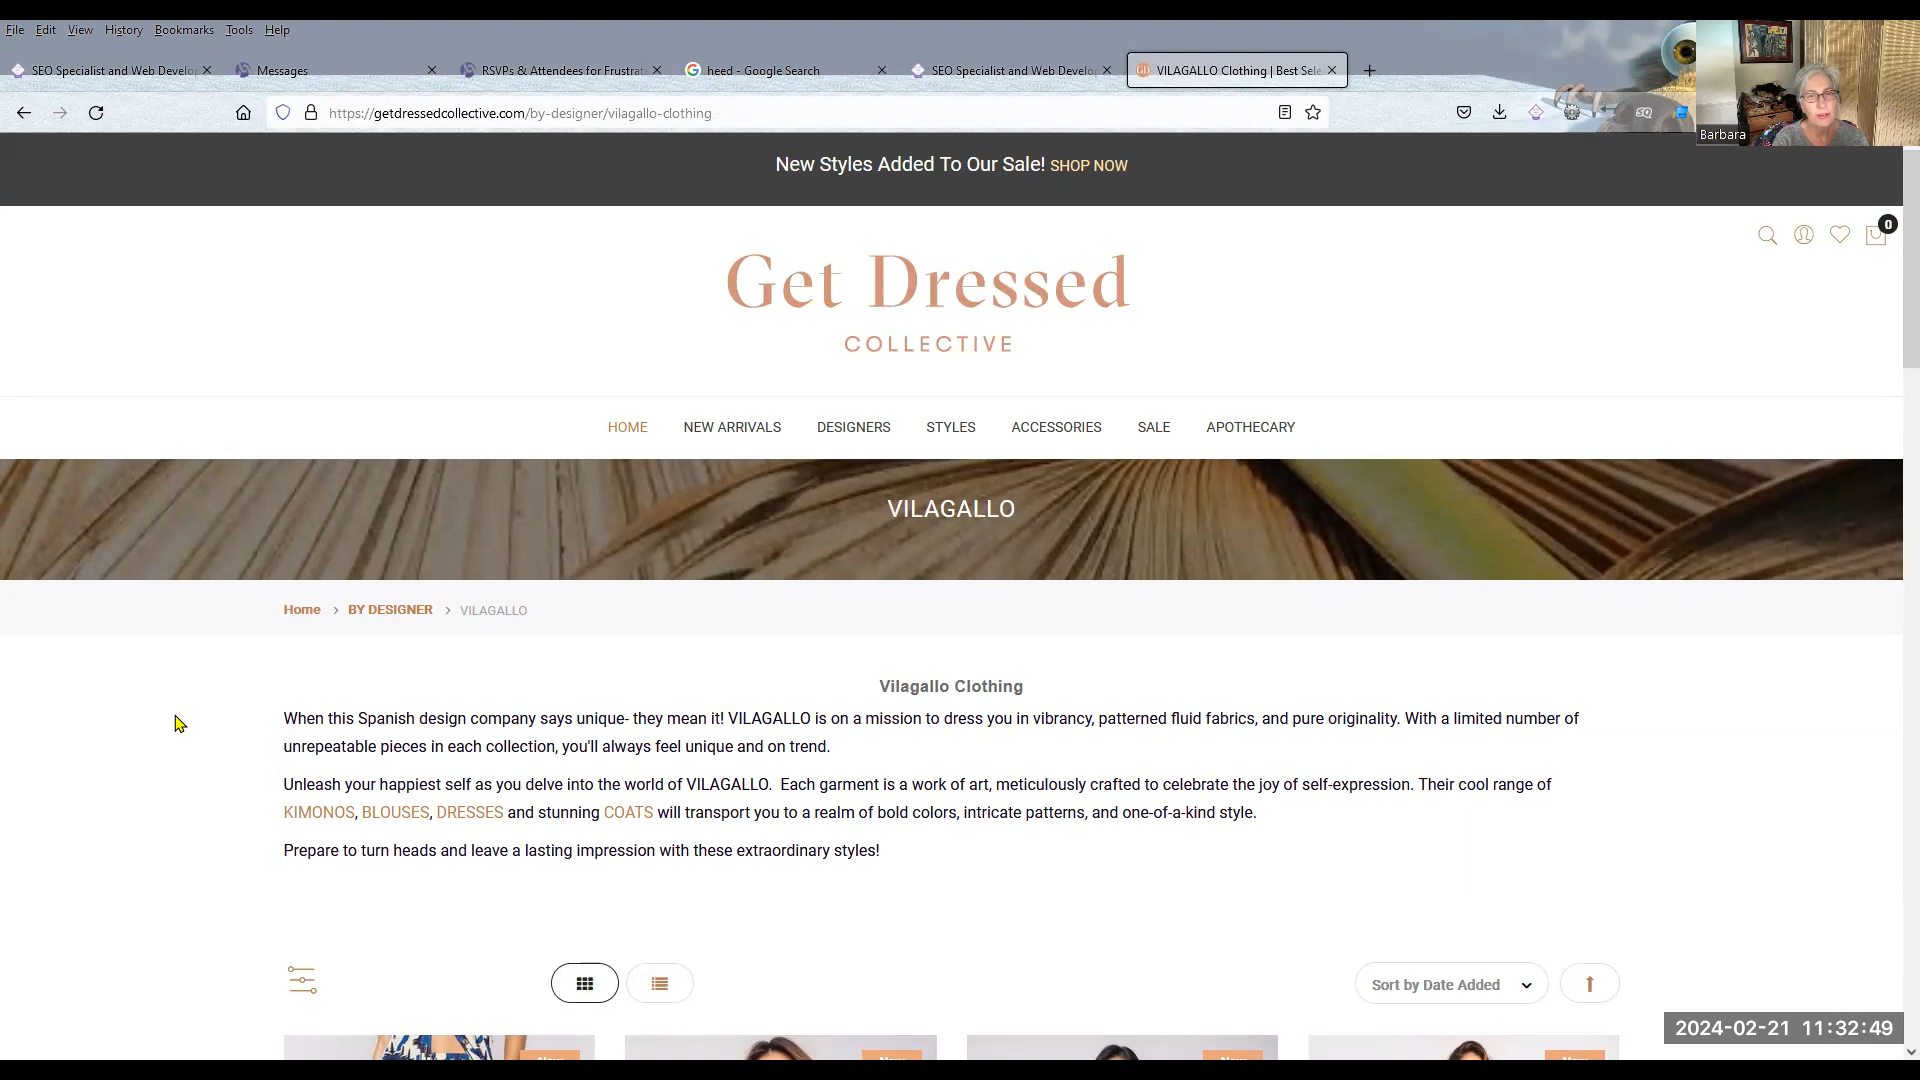 File Edit View History Bookmarks Tools Help
SEO Specialist and Web Develo
Messages
RSVPs & Attendees for Frustrat
heed - Google Search
SEO Specialist and Web Develo
VILAGALLO Clothing | Best Sele
https://getdressedcollective.com/by-designer/vilagallo-clothing
SQ
Barbara
New Styles Added To Our Sale! SHOP NOW
0
Get Dressed
COLLECTIVE
HOME NEW ARRIVALS DESIGNERS STYLES ACCESSORIES SALE APOTHECARY
VILAGALLO
Home > BY DESIGNER > VILAGALLO
Vilagallo Clothing
When this Spanish design company says unique- they mean it! VILAGALLO is on a mission to dress you in vibrancy, patterned fluid fabrics, and pure originality. With a limited number of
unrepeatable pieces in each collection, you'll always feel unique and on trend.
Unleash your happiest self as you delve into the world of VILAGALLO.  Each garment is a work of art, meticulously crafted to celebrate the joy of self-expression. Their cool range of
KIMONOS, BLOUSES, DRESSES and stunning COATS will transport you to a realm of bold colors, intricate patterns, and one-of-a-kind style.
Prepare to turn heads and leave a lasting impression with these extraordinary styles!
Sort by Date Added
2024-02-21 11:32:49